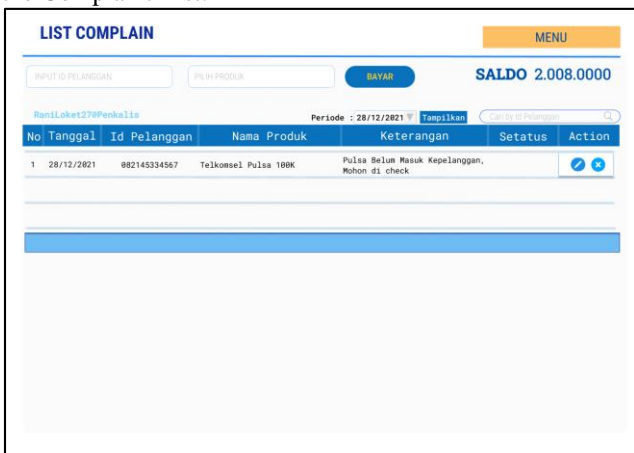 LIST COMPLAIN
MENU
INPUT ID PELANGGAN
PILIH PRODUK
BAYAR
SALDO 2.008.0000
RaniLoket270Penkalis
Periode : 28/12/2021
Tampilkan
Cari by Id Pelanggan
No Tanggal Id Pelanggan Nama Produk Keterangan Setatus Action
1 28/12/2021 082145334567 Telkomsel Pulsa 100K Pulsa Belum Masuk Kepelanggan,
Mohon di check